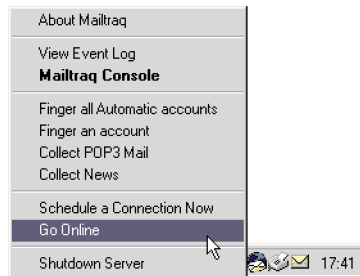 About Mailtraq
View Event Log
Mailtraq Console
Finger all Automatic accounts
Finger an account
Collect POP3 Mail
Collect News
Schedule a Connection Now
Go Online
Shutdown Server
17:41